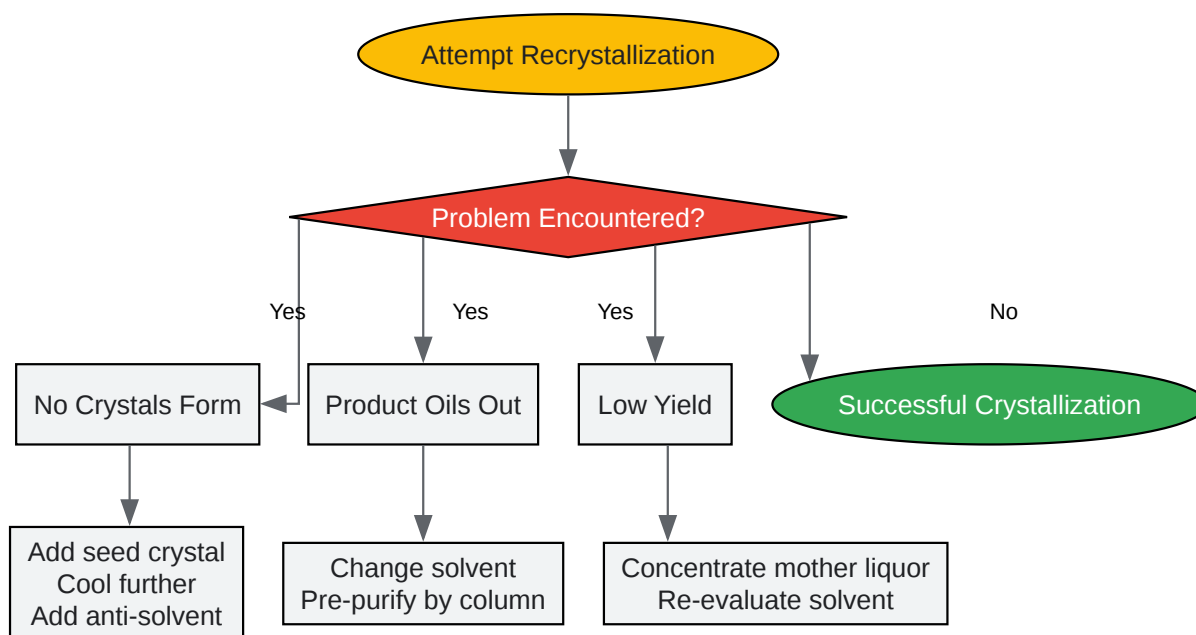 Attempt Recrystallization
Problem Encountered?
Yes
Yes
Yes
No
No Crystals Form
Product Oils Out
Low Yield
Successful Crystallization
Add seed crystal
Cool further
Add anti-solvent
Change solvent
Pre-purify by column
Concentrate mother liquor
Re-evaluate solvent